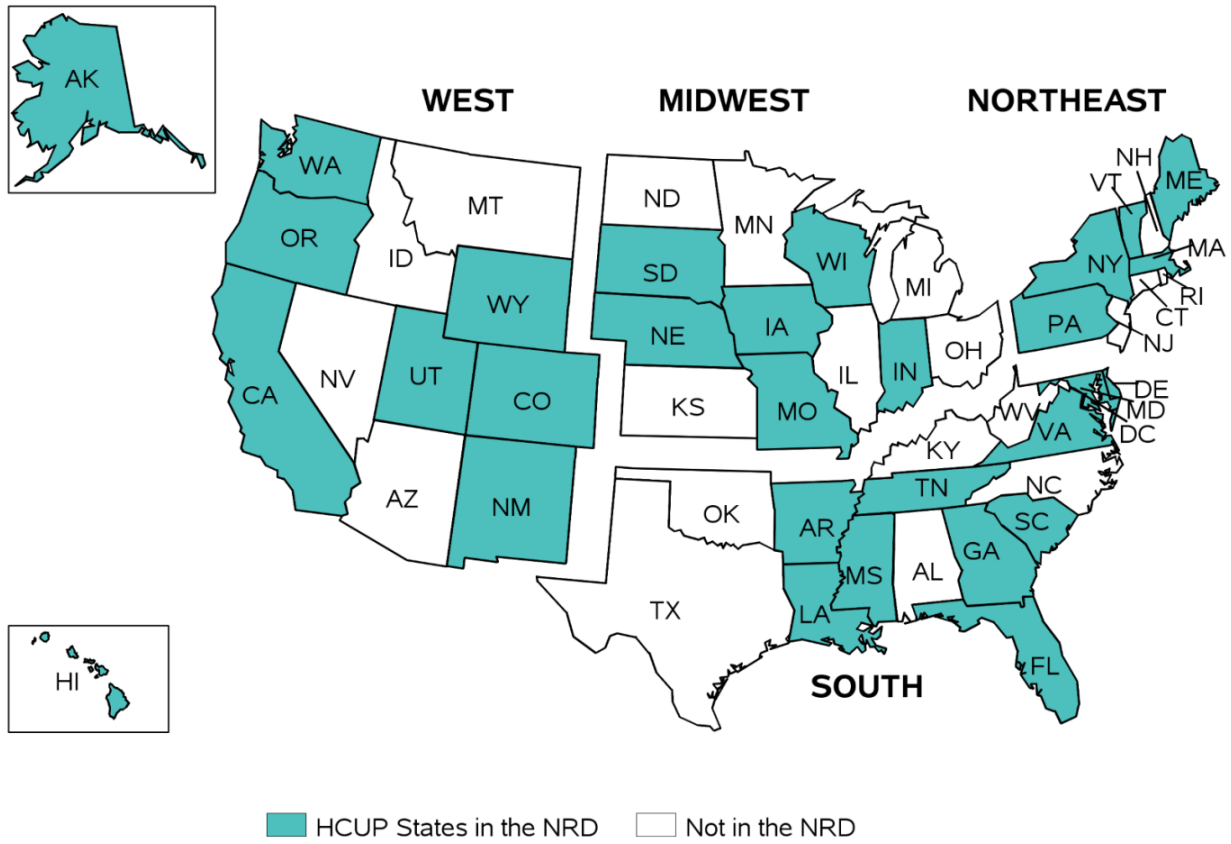 AK
WEST MIDWEST NORTHEAST
WA
MT
ND
MN
NH
VT
ME
OR
ID
SD
WI
MI
NY
MA
WY
RI
NE
IA
PA
CT
NJ
CA
NV
UT
CO
KS
MO
IL
IN
OH
DE
WV
MD
VA
DC
KY
AZ
NM
OK
AR
TN
NC
SC
MS
AL
GA
TX
LA
FL
HI
SOUTH
HCUP States in the NRD Not in the NRD